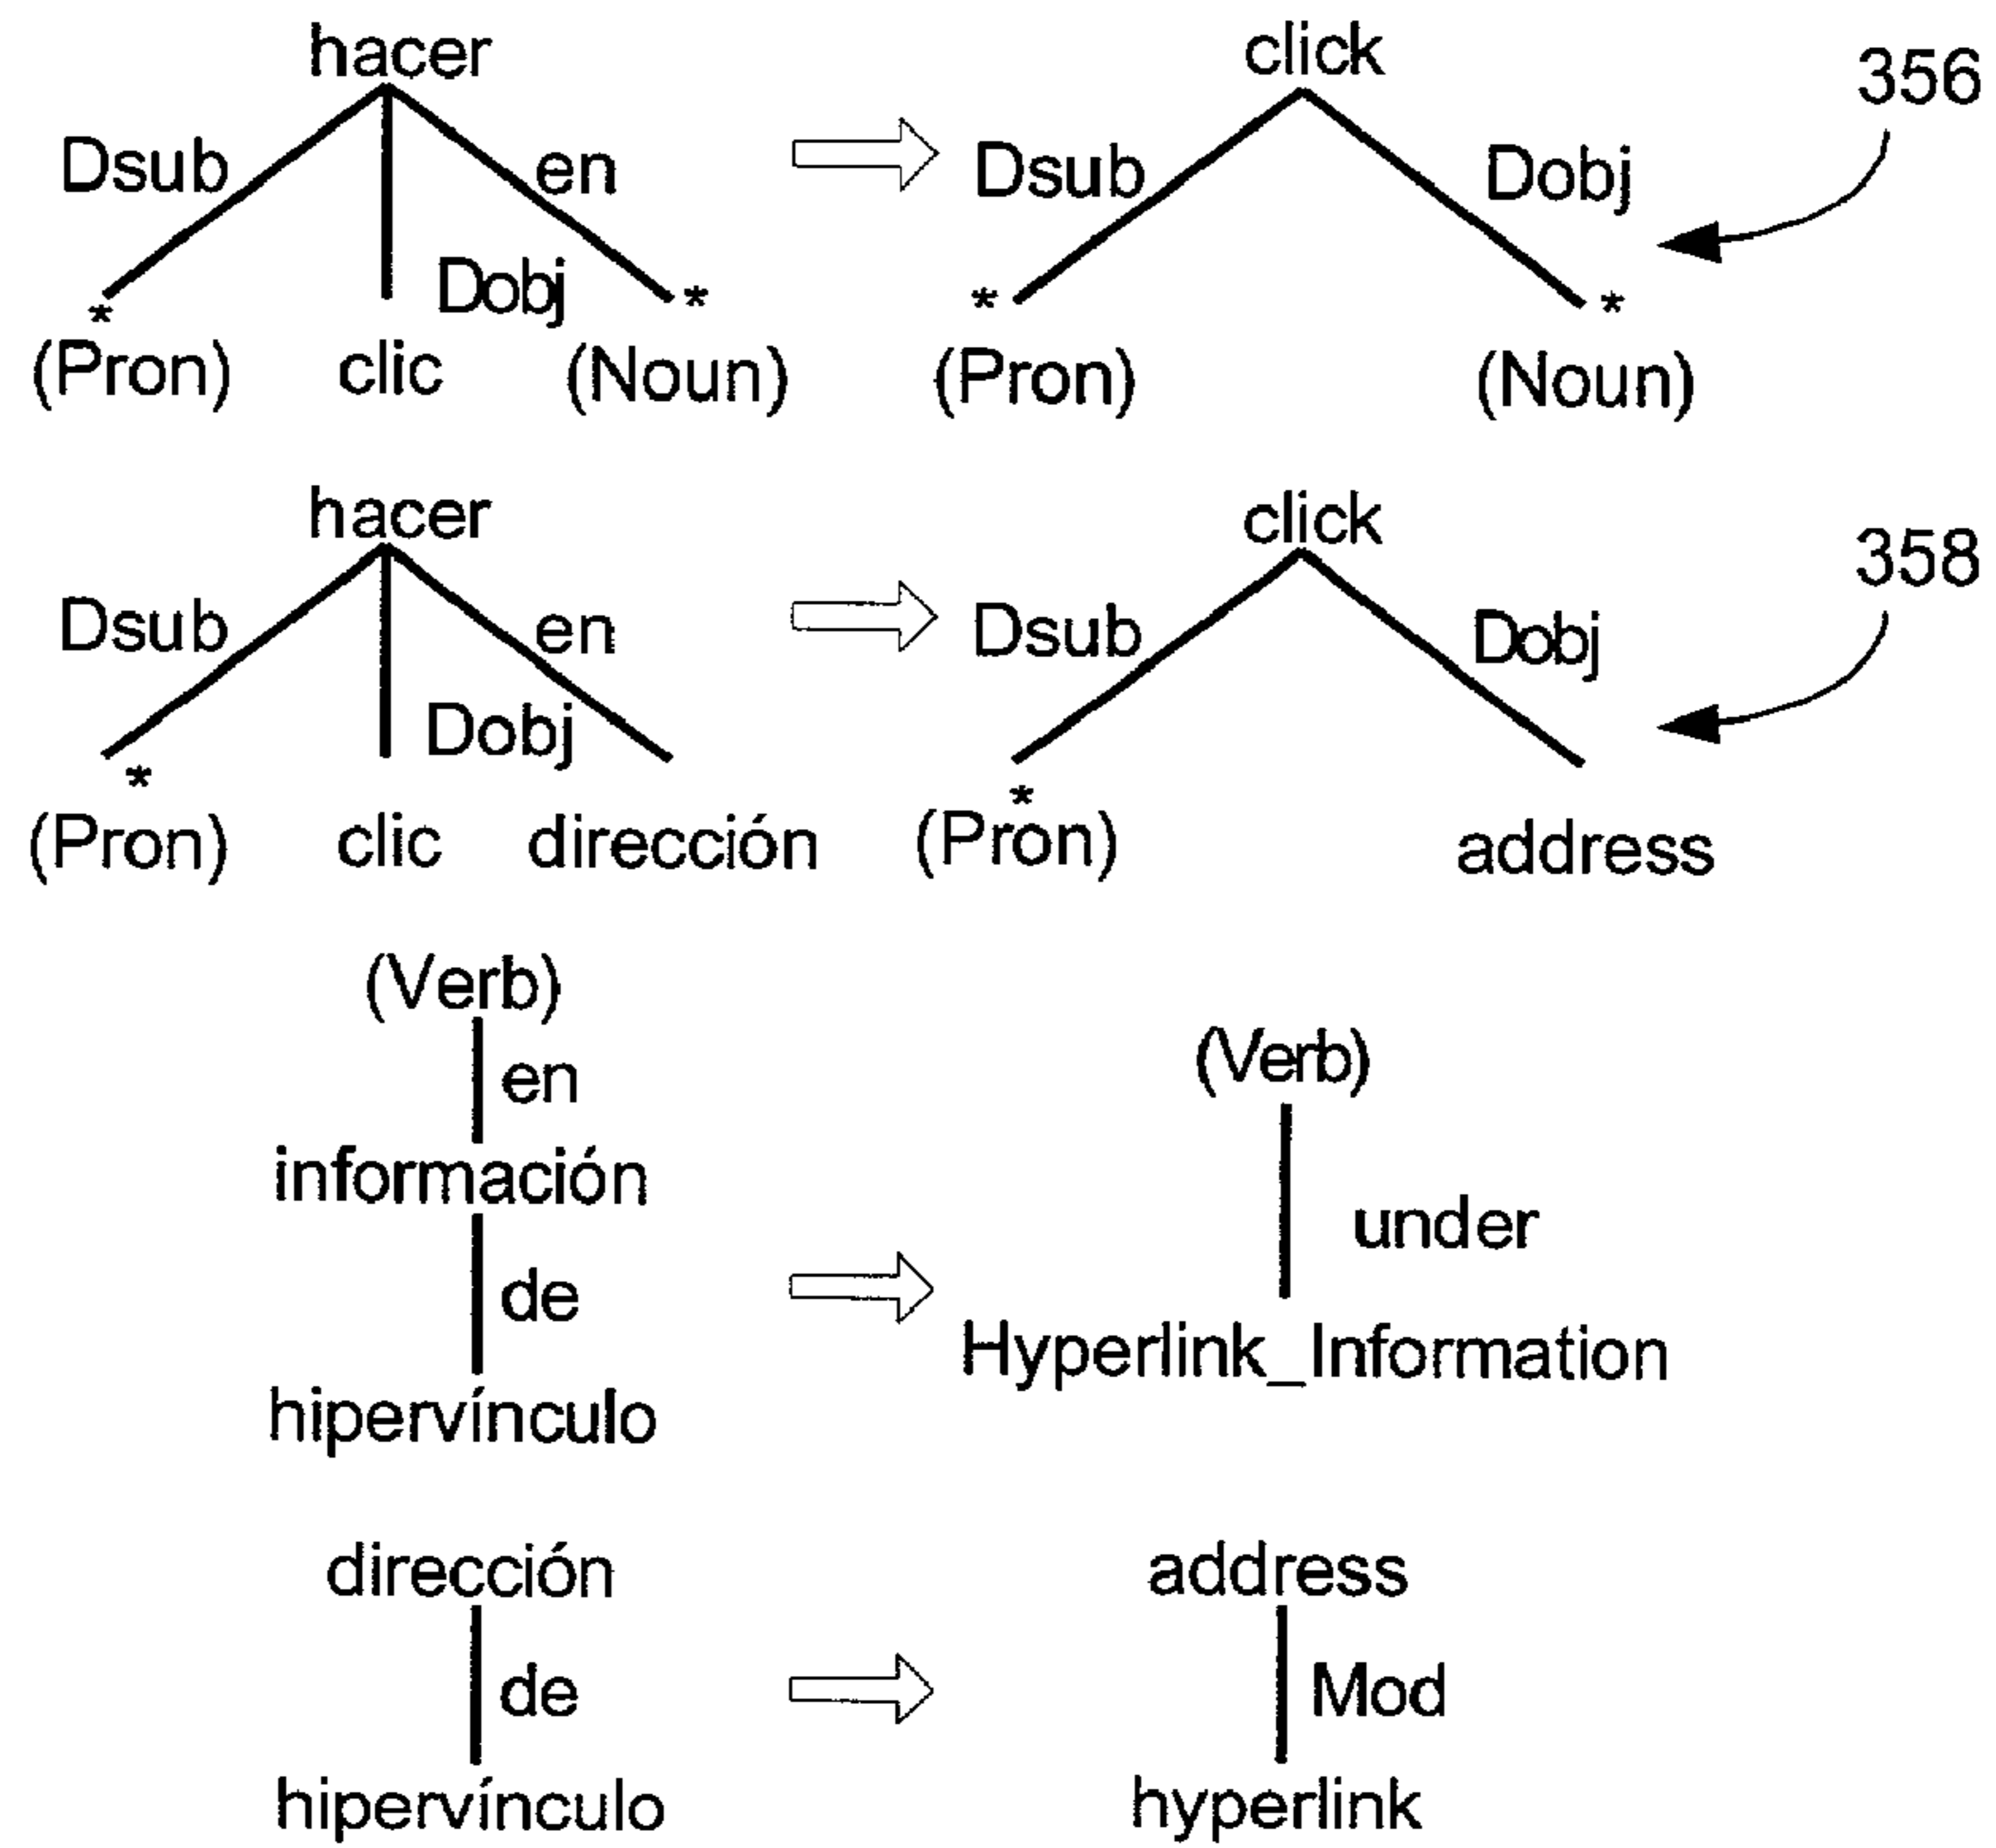 hacer click 356
Dsub en Dsub Dobj
Dobj
* * * *
(Pron) clic (Noun) (Pron) (Noun)
hacer click 358
Dsub en Dsub Dobj
Dobj
* *
(Pron) clic dirección (Pron) address
(Verb)
en (Verb)
información
under
de
Hyperlink_Information
hipervínculo
dirección address
de Mod
hipervínculo hyperlink